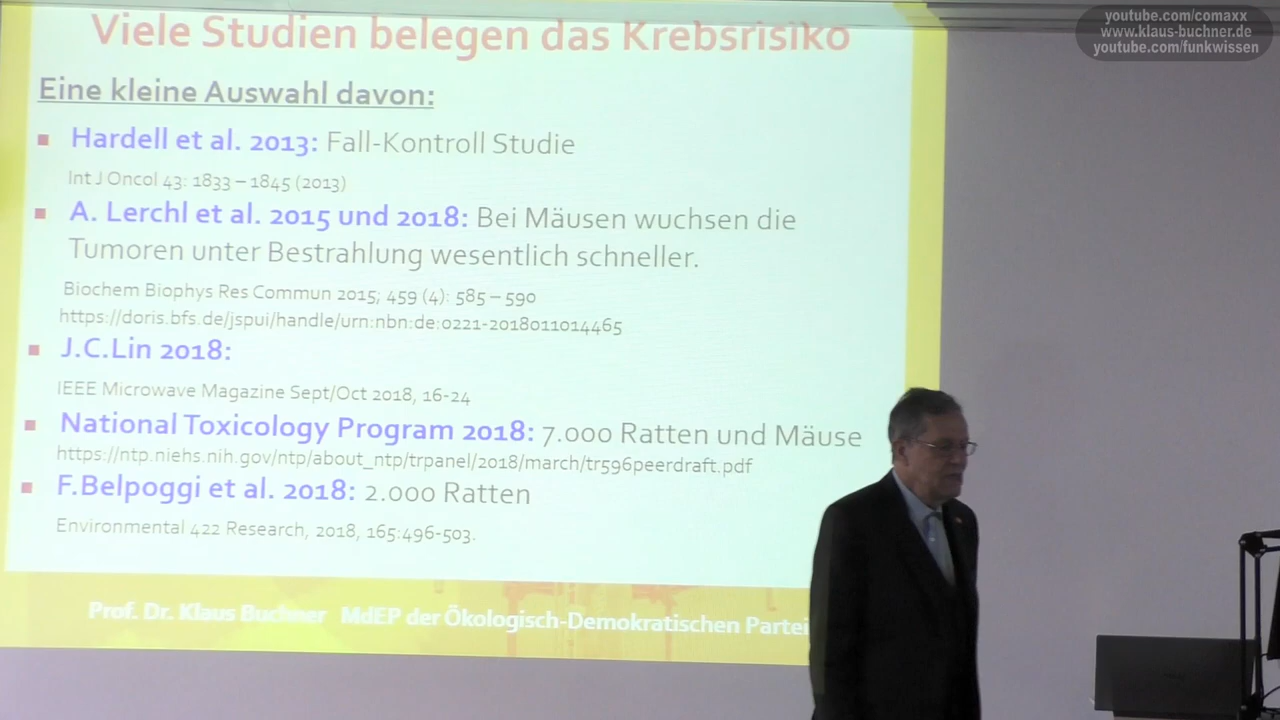 youtube.com/comaxx
www.klaus-buchner.de
youtube.com/funkwissen
Viele Studien belegen das Krebsrisiko
Eine kleine Auswahl davon:
Hardell et al. 2013: Fall-Kontroll Studie
Int J Oncol 43: 1833 – 1845 (2013)
A. Lerchl et al. 2015 und 2018: Bei Mäusen wuchsen die
Tumoren unter Bestrahlung wesentlich schneller.
Biochem Biophys Res Commun 2015; 459 (4): 585 – 590
https://doris.bfs.de/jspui/handle/urn:nbn:de:0221-2018011014465
J.C.Lin 2018:
IEEE Microwave Magazine Sept/Oct 2018, 16-24
National Toxicology Program 2018: 7.000 Ratten und Mäuse
https://ntp.niehs.nih.gov/ntp/about_ntp/trpanel/2018/march/tr596peerdraft.pdf
F.Belpoggi et al. 2018: 2.000 Ratten
Environmental 422 Research, 2018, 165:496-503.
Prof. Dr. Klaus Buchner MdEP der Ökologisch-Demokratischen Partei